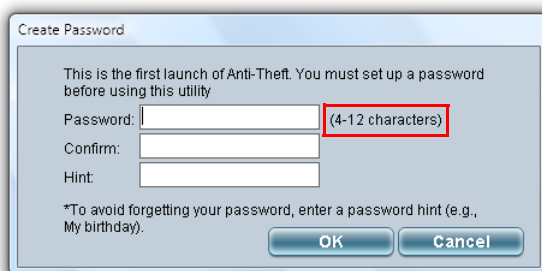 Create Password
This is the first launch of Anti-Theft. You must set up a password
before using this utility
Password: (4-12 characters)
Confirm:
Hint:
*To avoid forgetting your password, enter a password hint (e.g.,
My birthday).
OK Cancel